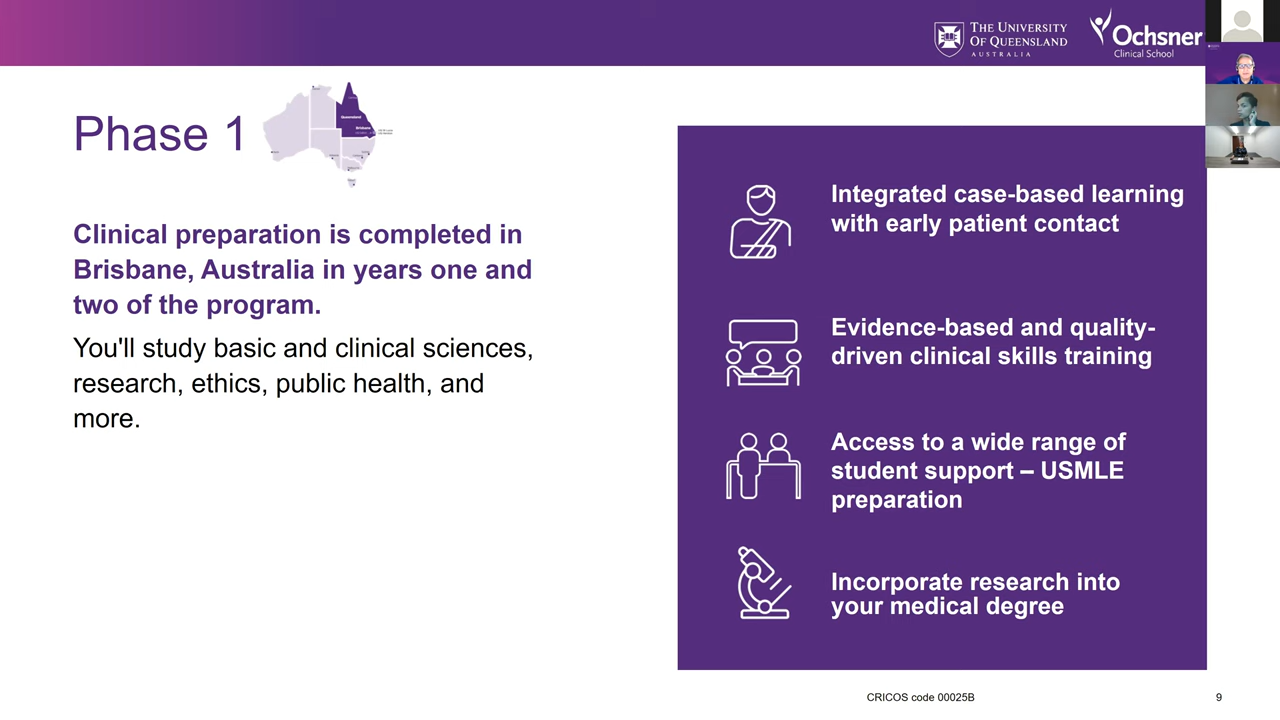 THE UNIVERSITY
OF QUEENSLAND
AUSTRALIA
Ochsner
Clinical School
Phase 1
Queensland
Brisbane
Clinical preparation is completed in
Brisbane, Australia in years one and
two of the program.
You'll study basic and clinical sciences,
research, ethics, public health, and
more.
Integrated case-based learning
with early patient contact
Evidence-based and quality-
driven clinical skills training
Access to a wide range of
student support – USMLE
preparation
Incorporate research into
your medical degree
CRICOS code 00025B
9